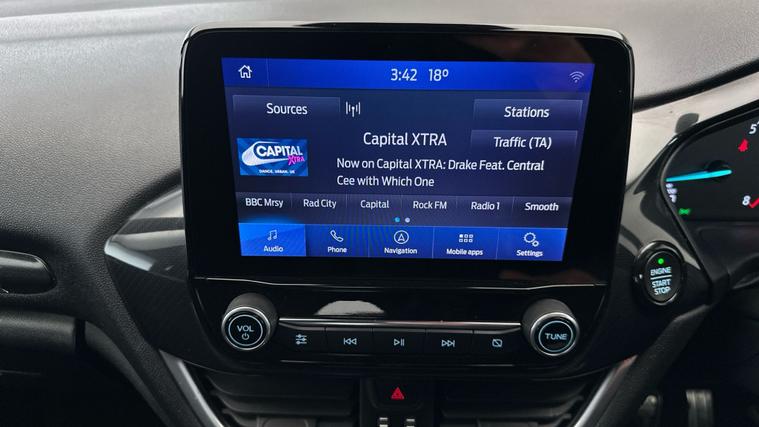 3:42 18°
Sources
Stations
Capital XTRA
Traffic (TA)
CAPITAL
XTRA
DANCE. URBAN. UK
Now on Capital XTRA: Drake Feat. Central
Cee with Which One
BBC Mrsy Rad City Capital Rock FM Radio 1 Smooth
Audio Phone Navigation Mobile apps Settings
VOL
TUNE
ENGINE
START
STOP
5
8